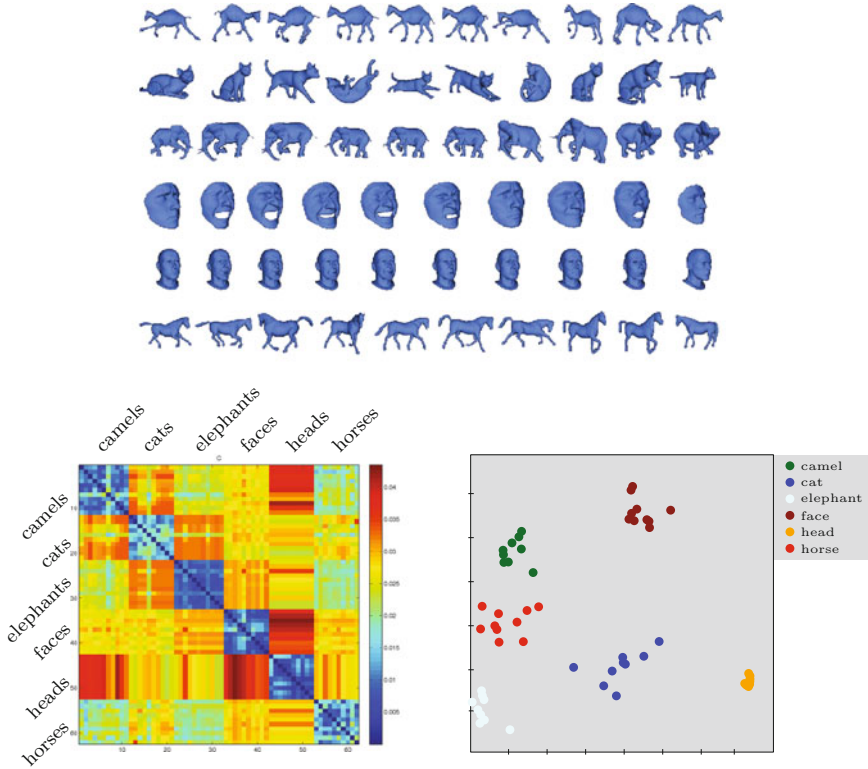 camels cats elephants faces heads horses
camels
cats
elephants
faces
heads
horses
10 20 30 40 50 60
10
20
30
40
50
60
0.04
0.035
0.03
0.025
0.02
0.015
0.01
0.005
camel
cat
elephant
face
head
horse